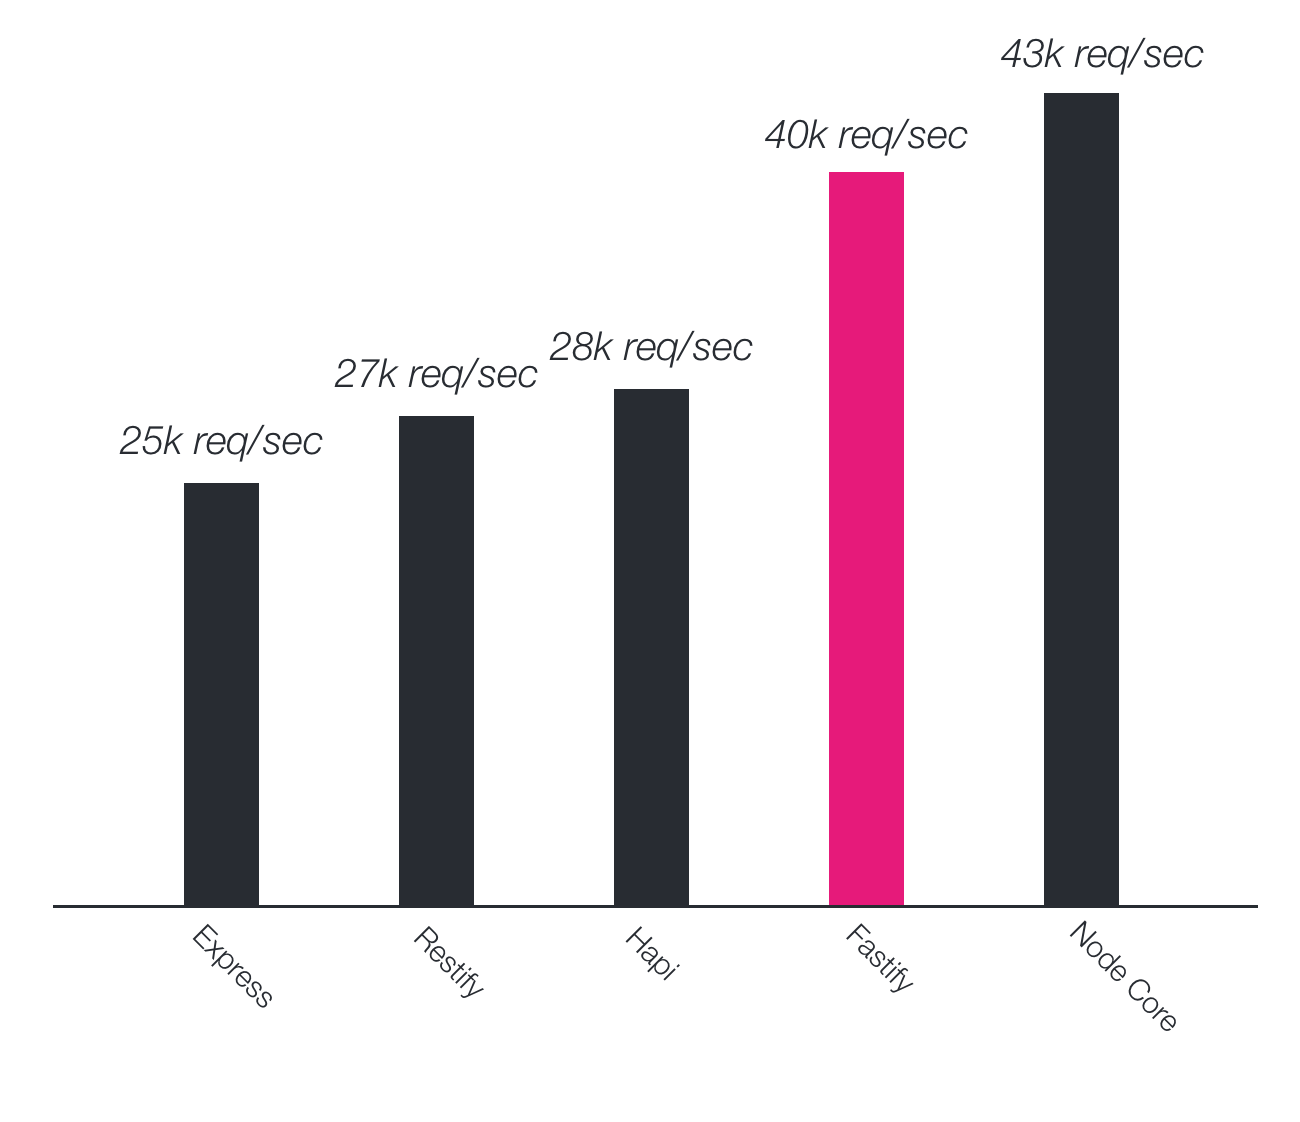 43k req/sec
40k req/sec
28k req/sec
27k req/sec
25k req/sec
Express
Restify
Hapi
Fastify
Node Core